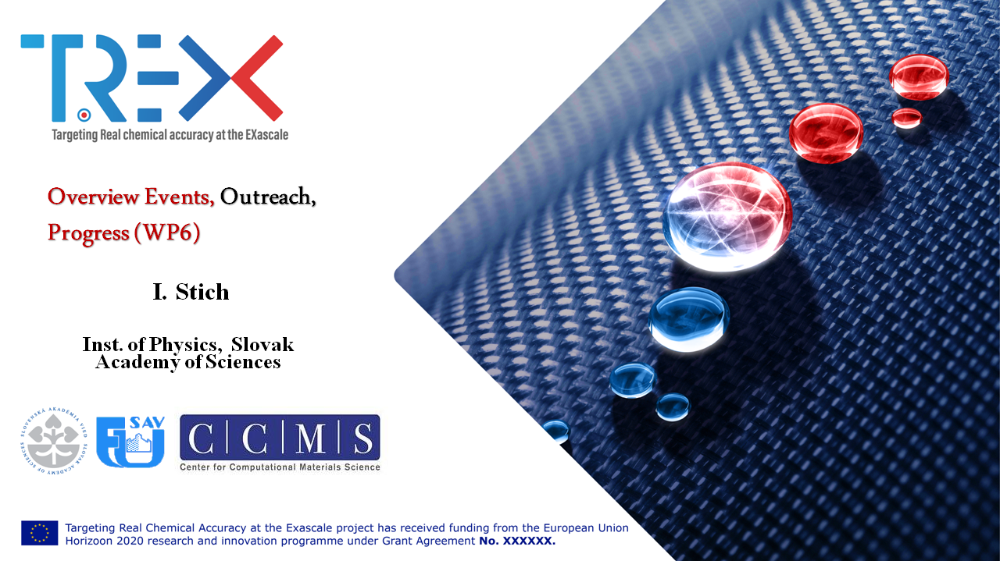 TREX
Targeting Real chemical accuracy at the EXascale
Overview Events, Outreach,
Progress (WP6)
I. Stich
Inst. of Physics, Slovak
Academy of Sciences
SLOVENSKÁ AKADÉMIA VIED
SLOVAK ACADEMY OF SCIENCES
SAV
FU
C|C|M|S
Center for Computational Materials Science
Targeting Real Chemical Accuracy at the Exascale project has received funding from the European Union
Horizoon 2020 research and innovation programme under Grant Agreement No. XXXXXX.